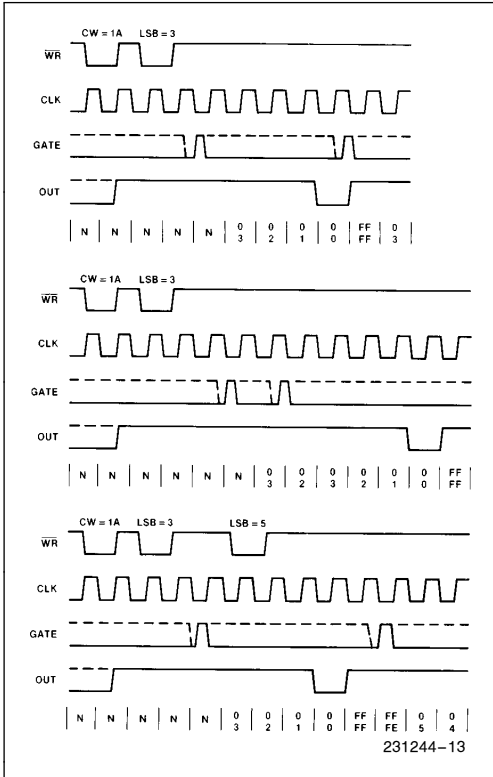 CW = 1A LSB = 3
WR
CLK
GATE
OUT
N N N N N 0 0 0 0 FF 0
3 2 1 0 FF 3
CW = 1A LSB = 3
WR
CLK
GATE
OUT
N N N N N N 0 0 0 0 0 0 FF
3 2 3 2 1 0 FF
CW = 1A LSB = 3 LSB = 5
WR
CLK
GATE
OUT
N N N N N 0 0 0 0 FF FF 0 0
3 2 1 0 FF FE 5 4
231244-13